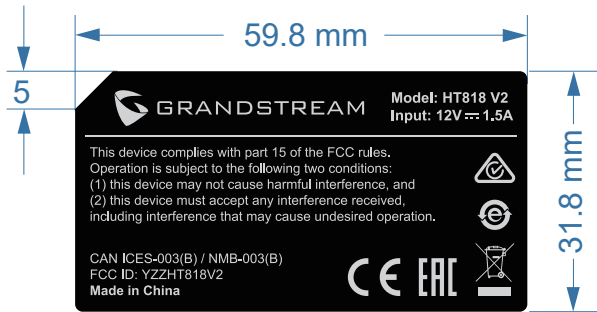 59.8 mm
5
GRANDSTREAM
Model: HT818 V2
Input: 12V⎓1.5A
This device complies with part 15 of the FCC rules.
Operation is subject to the following two conditions:
(1) this device may not cause harmful interference, and
(2) this device must accept any interference received,
including interference that may cause undesired operation.
31.8 mm
CAN ICES-003(B) / NMB-003(B)
FCC ID: YZZHT818V2
Made in China
CE EAC